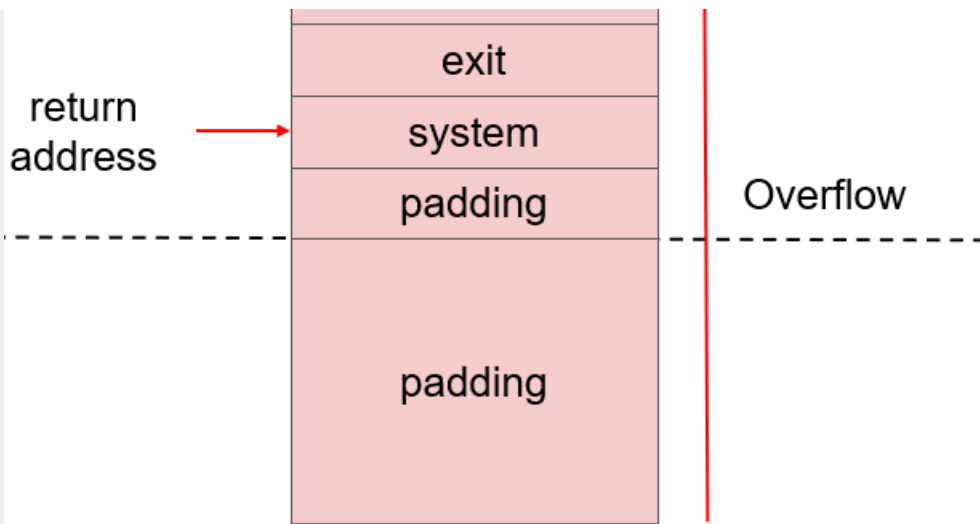 exit
return
address
system
padding
Overflow
padding